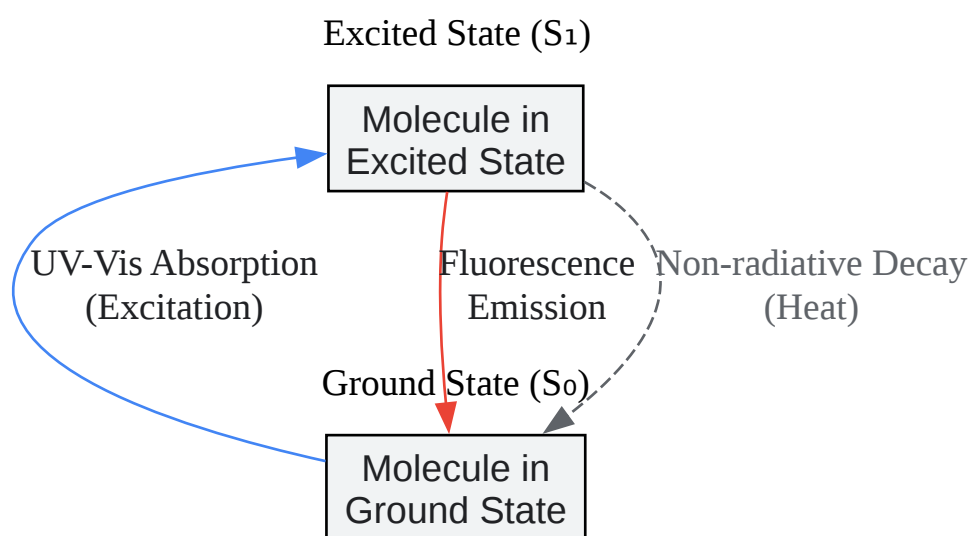 Excited State (S₁)
Molecule in
Excited State
UV-Vis Absorption
(Excitation)
Fluorescence
Emission
Non-radiative Decay
(Heat)
Ground State (S₀)
Molecule in
Ground State